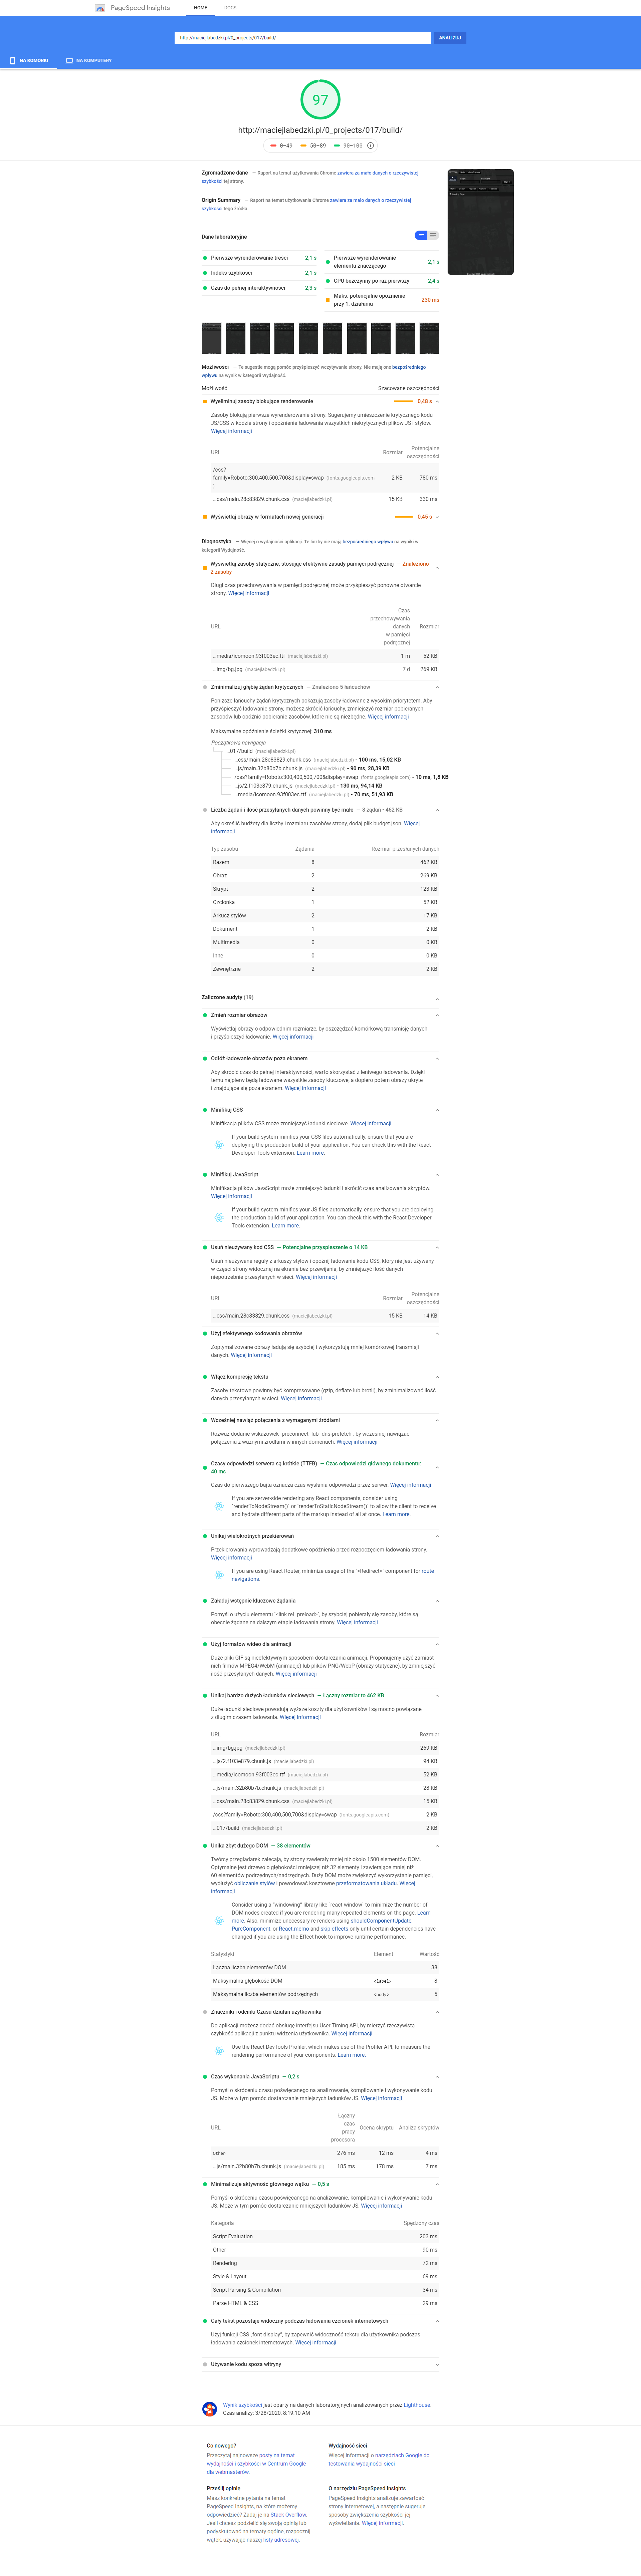 PageSpeed Insights
HOME
DOCS
http://maciejlabedzki.pl/0_projects/017/build/
ANALIZUJ
NA KOMÓRKI
NA KOMPUTERY
97
http://maciejlabedzki.pl/0_projects/017/build/
0–49
50–89
90–100
Zgromadzone dane — Raport na temat użytkowania Chrome zawiera za mało danych o rzeczywistej
szybkości tej strony.
Origin Summary — Raport na temat użytkowania Chrome zawiera za mało danych o rzeczywistej
szybkości tego źródła.
Dane laboratoryjne
Pierwsze wyrenderowanie treści 2,1 s
Indeks szybkości 2,1 s
Czas do pełnej interaktywności 2,3 s
Pierwsze wyrenderowanie
elementu znaczącego 2,1 s
CPU bezczynny po raz pierwszy 2,4 s
Maks. potencjalne opóźnienie
przy 1. działaniu 230 ms
Możliwości — Te sugestie mogą pomóc przyspieszyć wczytywanie strony. Nie mają one bezpośredniego
wpływu na wynik w kategorii Wydajność.
Możliwość Szacowane oszczędności
Wyeliminuj zasoby blokujące renderowanie 0,48 s
Zasoby blokują pierwsze wyrenderowanie strony. Sugerujemy umieszczenie krytycznego kodu
JS/CSS w kodzie strony i opóźnienie ładowania wszystkich niekrytycznych plików JS i stylów.
Więcej informacji
URL Rozmiar Potencjalne
oszczędności
/css?
family=Roboto:300,400,500,700&display=swap (fonts.googleapis.com
) 2 KB 780 ms
…css/main.28c83829.chunk.css (maciejlabedzki.pl) 15 KB 330 ms
Wyświetlaj obrazy w formatach nowej generacji 0,45 s
Diagnostyka — Więcej o wydajności aplikacji. Te liczby nie mają bezpośredniego wpływu na wyniki w
kategorii Wydajność.
Wyświetlaj zasoby statyczne, stosując efektywne zasady pamięci podręcznej — Znaleziono
2 zasoby
Długi czas przechowywania w pamięci podręcznej może przyspieszyć ponowne otwarcie
strony. Więcej informacji
URL Czas
przechowywania
danych
w pamięci
podręcznej Rozmiar
…media/icomoon.93f003ec.ttf (maciejlabedzki.pl) 1 m 52 KB
…img/bg.jpg (maciejlabedzki.pl) 7 d 269 KB
Zminimalizuj głębię żądań krytycznych — Znaleziono 5 łańcuchów
Poniższe łańcuchy żądań krytycznych pokazują zasoby ładowane z wysokim priorytetem. Aby
przyspieszyć ładowanie stron, możesz skrócić łańcuchy, zmniejszyć rozmiar pobieranych
zasobów lub opóźnić pobieranie zasobów, które nie są niezbędne. Więcej informacji
Maksymalne opóźnienie ścieżki krytycznej: 310 ms
Początkowa nawigacja
…017/build (maciejlabedzki.pl)
…css/main.28c83829.chunk.css (maciejlabedzki.pl) - 100 ms, 15,02 KB
…js/main.32b80b7b.chunk.js (maciejlabedzki.pl) - 90 ms, 28,39 KB
/css?family=Roboto:300,400,500,700&display=swap (fonts.googleapis.com) - 10 ms, 1,8 KB
…js/2.f103e879.chunk.js (maciejlabedzki.pl) - 130 ms, 94,14 KB
…media/icomoon.93f003ec.ttf (maciejlabedzki.pl) - 70 ms, 51,93 KB
Liczba żądań i ilość przesyłanych danych powinny być małe — 8 żądań • 462 KB
Aby określić budżety dla liczby i rozmiaru zasobów strony, dodaj plik budget.json. Więcej
informacji
Typ zasobu Żądania Rozmiar przesłanych danych
Razem 8 462 KB
Obraz 2 269 KB
Skrypt 2 123 KB
Czcionka 1 52 KB
Arkusz stylów 2 17 KB
Dokument 1 2 KB
Multimedia 0 0 KB
Inne 0 0 KB
Zewnętrzne 2 2 KB
Zaliczone audyty (19)
Zmień rozmiar obrazów
Wyświetlaj obrazy o odpowiednim rozmiarze, by oszczędzać komórkową transmisję danych
i przyspieszyć ładowanie. Więcej informacji
Odłóż ładowanie obrazów poza ekranem
Aby skrócić czas do pełnej interaktywności, warto skorzystać z leniwego ładowania. Dzięki
temu najpierw będą ładowane wszystkie zasoby kluczowe, a dopiero potem obrazy ukryte
i znajdujące się poza ekranem. Więcej informacji
Minifikuj CSS
Minifikacja plików CSS może zmniejszyć ładunki sieciowe. Więcej informacji
If your build system minifies your CSS files automatically, ensure that you are
deploying the production build of your application. You can check this with the React
Developer Tools extension. Learn more.
Minifikuj JavaScript
Minifikacja plików JavaScript może zmniejszyć ładunki i skrócić czas analizowania skryptów.
Więcej informacji
If your build system minifies your JS files automatically, ensure that you are deploying
the production build of your application. You can check this with the React Developer
Tools extension. Learn more.
Usuń nieużywany kod CSS — Potencjalne przyspieszenie o 14 KB
Usuń nieużywane reguły z arkuszy stylów i opóźnij ładowanie kodu CSS, który nie jest używany
w części strony widocznej na ekranie bez przewijania, by zmniejszyć ilość danych
niepotrzebnie przesyłanych w sieci. Więcej informacji
URL Rozmiar Potencjalne
oszczędności
…css/main.28c83829.chunk.css (maciejlabedzki.pl) 15 KB 14 KB
Użyj efektywnego kodowania obrazów
Zoptymalizowane obrazy ładują się szybciej i wykorzystują mniej komórkowej transmisji
danych. Więcej informacji
Włącz kompresję tekstu
Zasoby tekstowe powinny być kompresowane (gzip, deflate lub brotli), by zminimalizować ilość
danych przesyłanych w sieci. Więcej informacji
Wcześniej nawiąż połączenia z wymaganymi źródłami
Rozważ dodanie wskazówek `preconnect` lub `dns-prefetch`, by wcześniej nawiązać
połączenia z ważnymi źródłami w innych domenach. Więcej informacji
Czasy odpowiedzi serwera są krótkie (TTFB) — Czas odpowiedzi głównego dokumentu:
40 ms
Czas do pierwszego bajta oznacza czas wysłania odpowiedzi przez serwer. Więcej informacji
If you are server-side rendering any React components, consider using
`renderToNodeStream()` or `renderToStaticNodeStream()` to allow the client to receive
and hydrate different parts of the markup instead of all at once. Learn more.
Unikaj wielokrotnych przekierowań
Przekierowania wprowadzają dodatkowe opóźnienia przed rozpoczęciem ładowania strony.
Więcej informacji
If you are using React Router, minimize usage of the `<Redirect>` component for route
navigations.
Załaduj wstępnie kluczowe żądania
Pomyśl o użyciu elementu `<link rel=preload>`, by szybciej pobierały się zasoby, które są
obecnie żądane na dalszym etapie ładowania strony. Więcej informacji
Użyj formatów wideo dla animacji
Duże pliki GIF są nieefektywnym sposobem dostarczania animacji. Proponujemy użyć zamiast
nich filmów MPEG4/WebM (animacje) lub plików PNG/WebP (obrazy statyczne), by zmniejszyć
ilość przesyłanych danych. Więcej informacji
Unikaj bardzo dużych ładunków sieciowych — Łączny rozmiar to 462 KB
Duże ładunki sieciowe powodują wyższe koszty dla użytkowników i są mocno powiązane
z długim czasem ładowania. Więcej informacji
URL Rozmiar
…img/bg.jpg (maciejlabedzki.pl) 269 KB
…js/2.f103e879.chunk.js (maciejlabedzki.pl) 94 KB
…media/icomoon.93f003ec.ttf (maciejlabedzki.pl) 52 KB
…js/main.32b80b7b.chunk.js (maciejlabedzki.pl) 28 KB
…css/main.28c83829.chunk.css (maciejlabedzki.pl) 15 KB
/css?family=Roboto:300,400,500,700&display=swap (fonts.googleapis.com) 2 KB
…017/build (maciejlabedzki.pl) 2 KB
Unika zbyt dużego DOM — 38 elementów
Twórcy przeglądarek zalecają, by strony zawierały mniej niż około 1500 elementów DOM.
Optymalne jest drzewo o głębokości mniejszej niż 32 elementy i zawierające mniej niż
60 elementów podrzędnych/nadrzędnych. Duży DOM może zwiększyć wykorzystanie pamięci,
wydłużyć obliczanie stylów i powodować kosztowne przeformatowania układu. Więcej
informacji
Consider using a "windowing" library like `react-window` to minimize the number of
DOM nodes created if you are rendering many repeated elements on the page. Learn
more. Also, minimize unecessary re-renders using shouldComponentUpdate,
PureComponent, or React.memo and skip effects only until certain dependencies have
changed if you are using the Effect hook to improve runtime performance.
Statystyki Element Wartość
Łączna liczba elementów DOM 38
Maksymalna głębokość DOM <label> 8
Maksymalna liczba elementów podrzędnych <body> 5
Znaczniki i odcinki Czasu działań użytkownika
Do aplikacji możesz dodać obsługę interfejsu User Timing API, by mierzyć rzeczywistą
szybkość aplikacji z punktu widzenia użytkownika. Więcej informacji
Use the React DevTools Profiler, which makes use of the Profiler API, to measure the
rendering performance of your components. Learn more.
Czas wykonania JavaScriptu — 0,2 s
Pomyśl o skróceniu czasu poświęcanego na analizowanie, kompilowanie i wykonywanie kodu
JS. Może w tym pomóc dostarczanie mniejszych ładunków JS. Więcej informacji
URL Łączny
czas
pracy
procesora Ocena skryptu Analiza skryptów
Other 276 ms 12 ms 4 ms
…js/main.32b80b7b.chunk.js (maciejlabedzki.pl) 185 ms 178 ms 7 ms
Minimalizuje aktywność głównego wątku — 0,5 s
Pomyśl o skróceniu czasu poświęcanego na analizowanie, kompilowanie i wykonywanie kodu
JS. Może w tym pomóc dostarczanie mniejszych ładunków JS. Więcej informacji
Kategoria Spędzony czas
Script Evaluation 203 ms
Other 90 ms
Rendering 72 ms
Style & Layout 69 ms
Script Parsing & Compilation 34 ms
Parse HTML & CSS 29 ms
Cały tekst pozostaje widoczny podczas ładowania czcionek internetowych
Użyj funkcji CSS „font-display”, by zapewnić widoczność tekstu dla użytkownika podczas
ładowania czcionek internetowych. Więcej informacji
Używanie kodu spoza witryny
Wynik szybkości jest oparty na danych laboratoryjnych analizowanych przez Lighthouse.
Czas analizy: 3/28/2020, 8:19:10 AM
Co nowego?
Przeczytaj najnowsze posty na temat
wydajności i szybkości w Centrum Google
dla webmasterów.
Wydajność sieci
Więcej informacji o narzędziach Google do
testowania wydajności sieci
Prześlij opinię
Masz konkretne pytania na temat
PageSpeed Insights, na które możemy
odpowiedzieć? Zadaj je na Stack Overflow.
Jeśli chcesz podzielić się swoją opinią lub
podyskutować na tematy ogólne, rozpocznij
wątek, używając naszej listy adresowej.
O narzędziu PageSpeed Insights
PageSpeed Insights analizuje zawartość
strony internetowej, a następnie sugeruje
sposoby zwiększenia szybkości jej
wyświetlania. Więcej informacji.